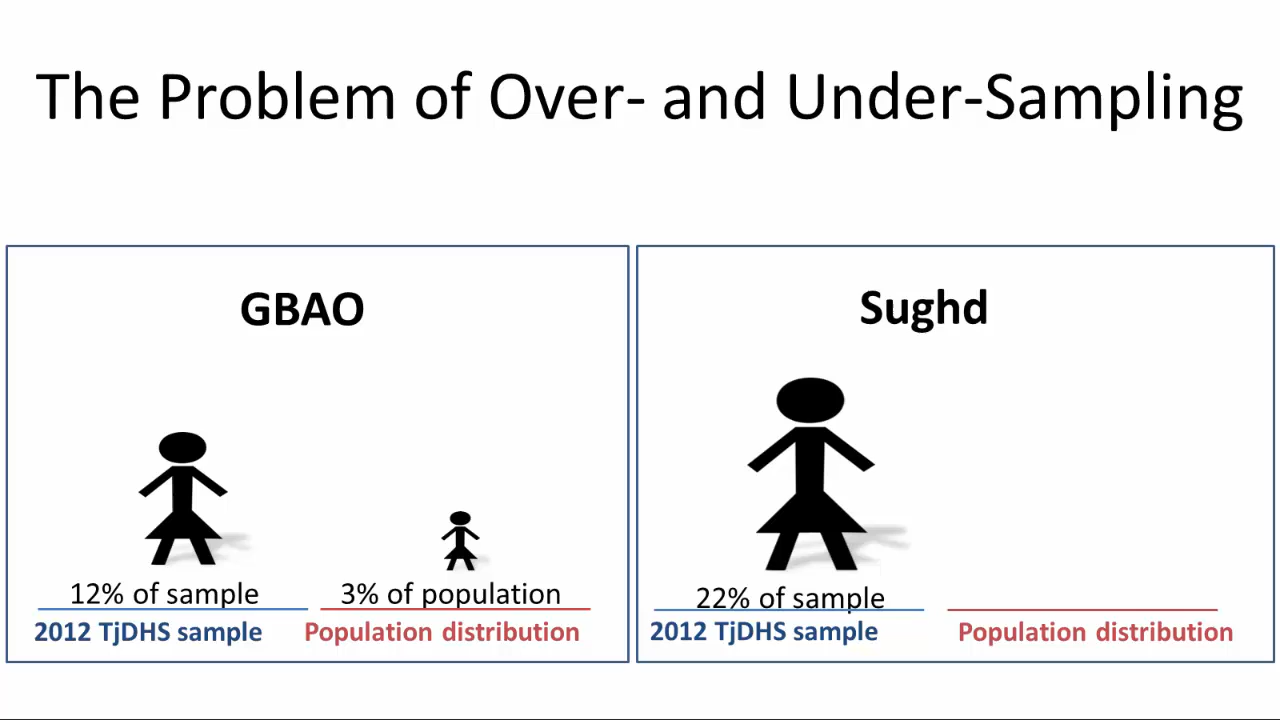 The Problem of Over- and Under-Sampling
GBAO
12% of sample
3% of population
2012 TjDHS sample
Population distribution
Sughd
22% of sample
2012 TjDHS sample
Population distribution